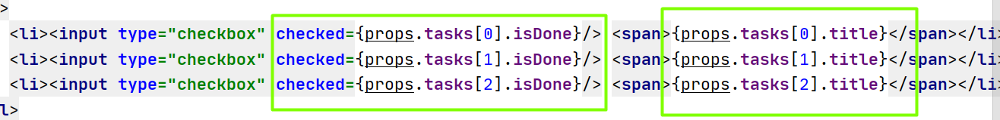 >
<li><input type="checkbox" checked={props.tasks[0].isDone}/> <span>{props.tasks[0].title}</span></li
<li><input type="checkbox" checked={props.tasks[1].isDone}/> <span>{props.tasks[1].title}</span></li
<li><input type="checkbox" checked={props.tasks[2].isDone}/> <span>{props.tasks[2].title}</span></li
l>